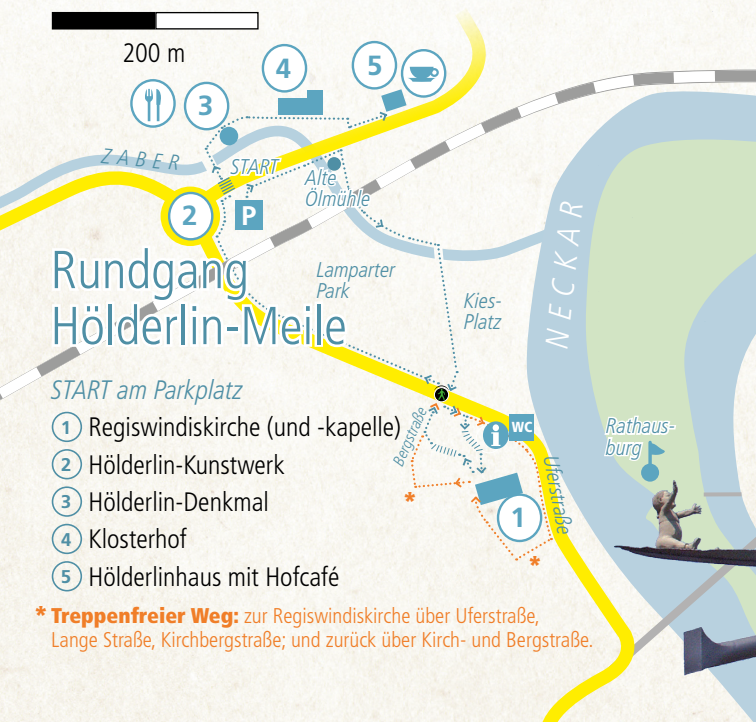 200 m
4
5
3
ZABER
START
Alte
Ölmühle
2
P
NECKAR
Rundgang
Hölderlin-Meile
Lamparter
Park
Kies-
Platz
START am Parkplatz
1 Regiswindiskirche (und -kapelle)
2 Hölderlin-Kunstwerk
3 Hölderlin-Denkmal
4 Klosterhof
5 Hölderlinhaus mit Hofcafé
Bergstraße
i
WC
Rathaus-
burg
Uferstraße
*
1
*
* Treppenfreier Weg: zur Regiswindiskirche über Uferstraße,
Lange Straße, Kirchbergstraße; und zurück über Kirch- und Bergstraße.